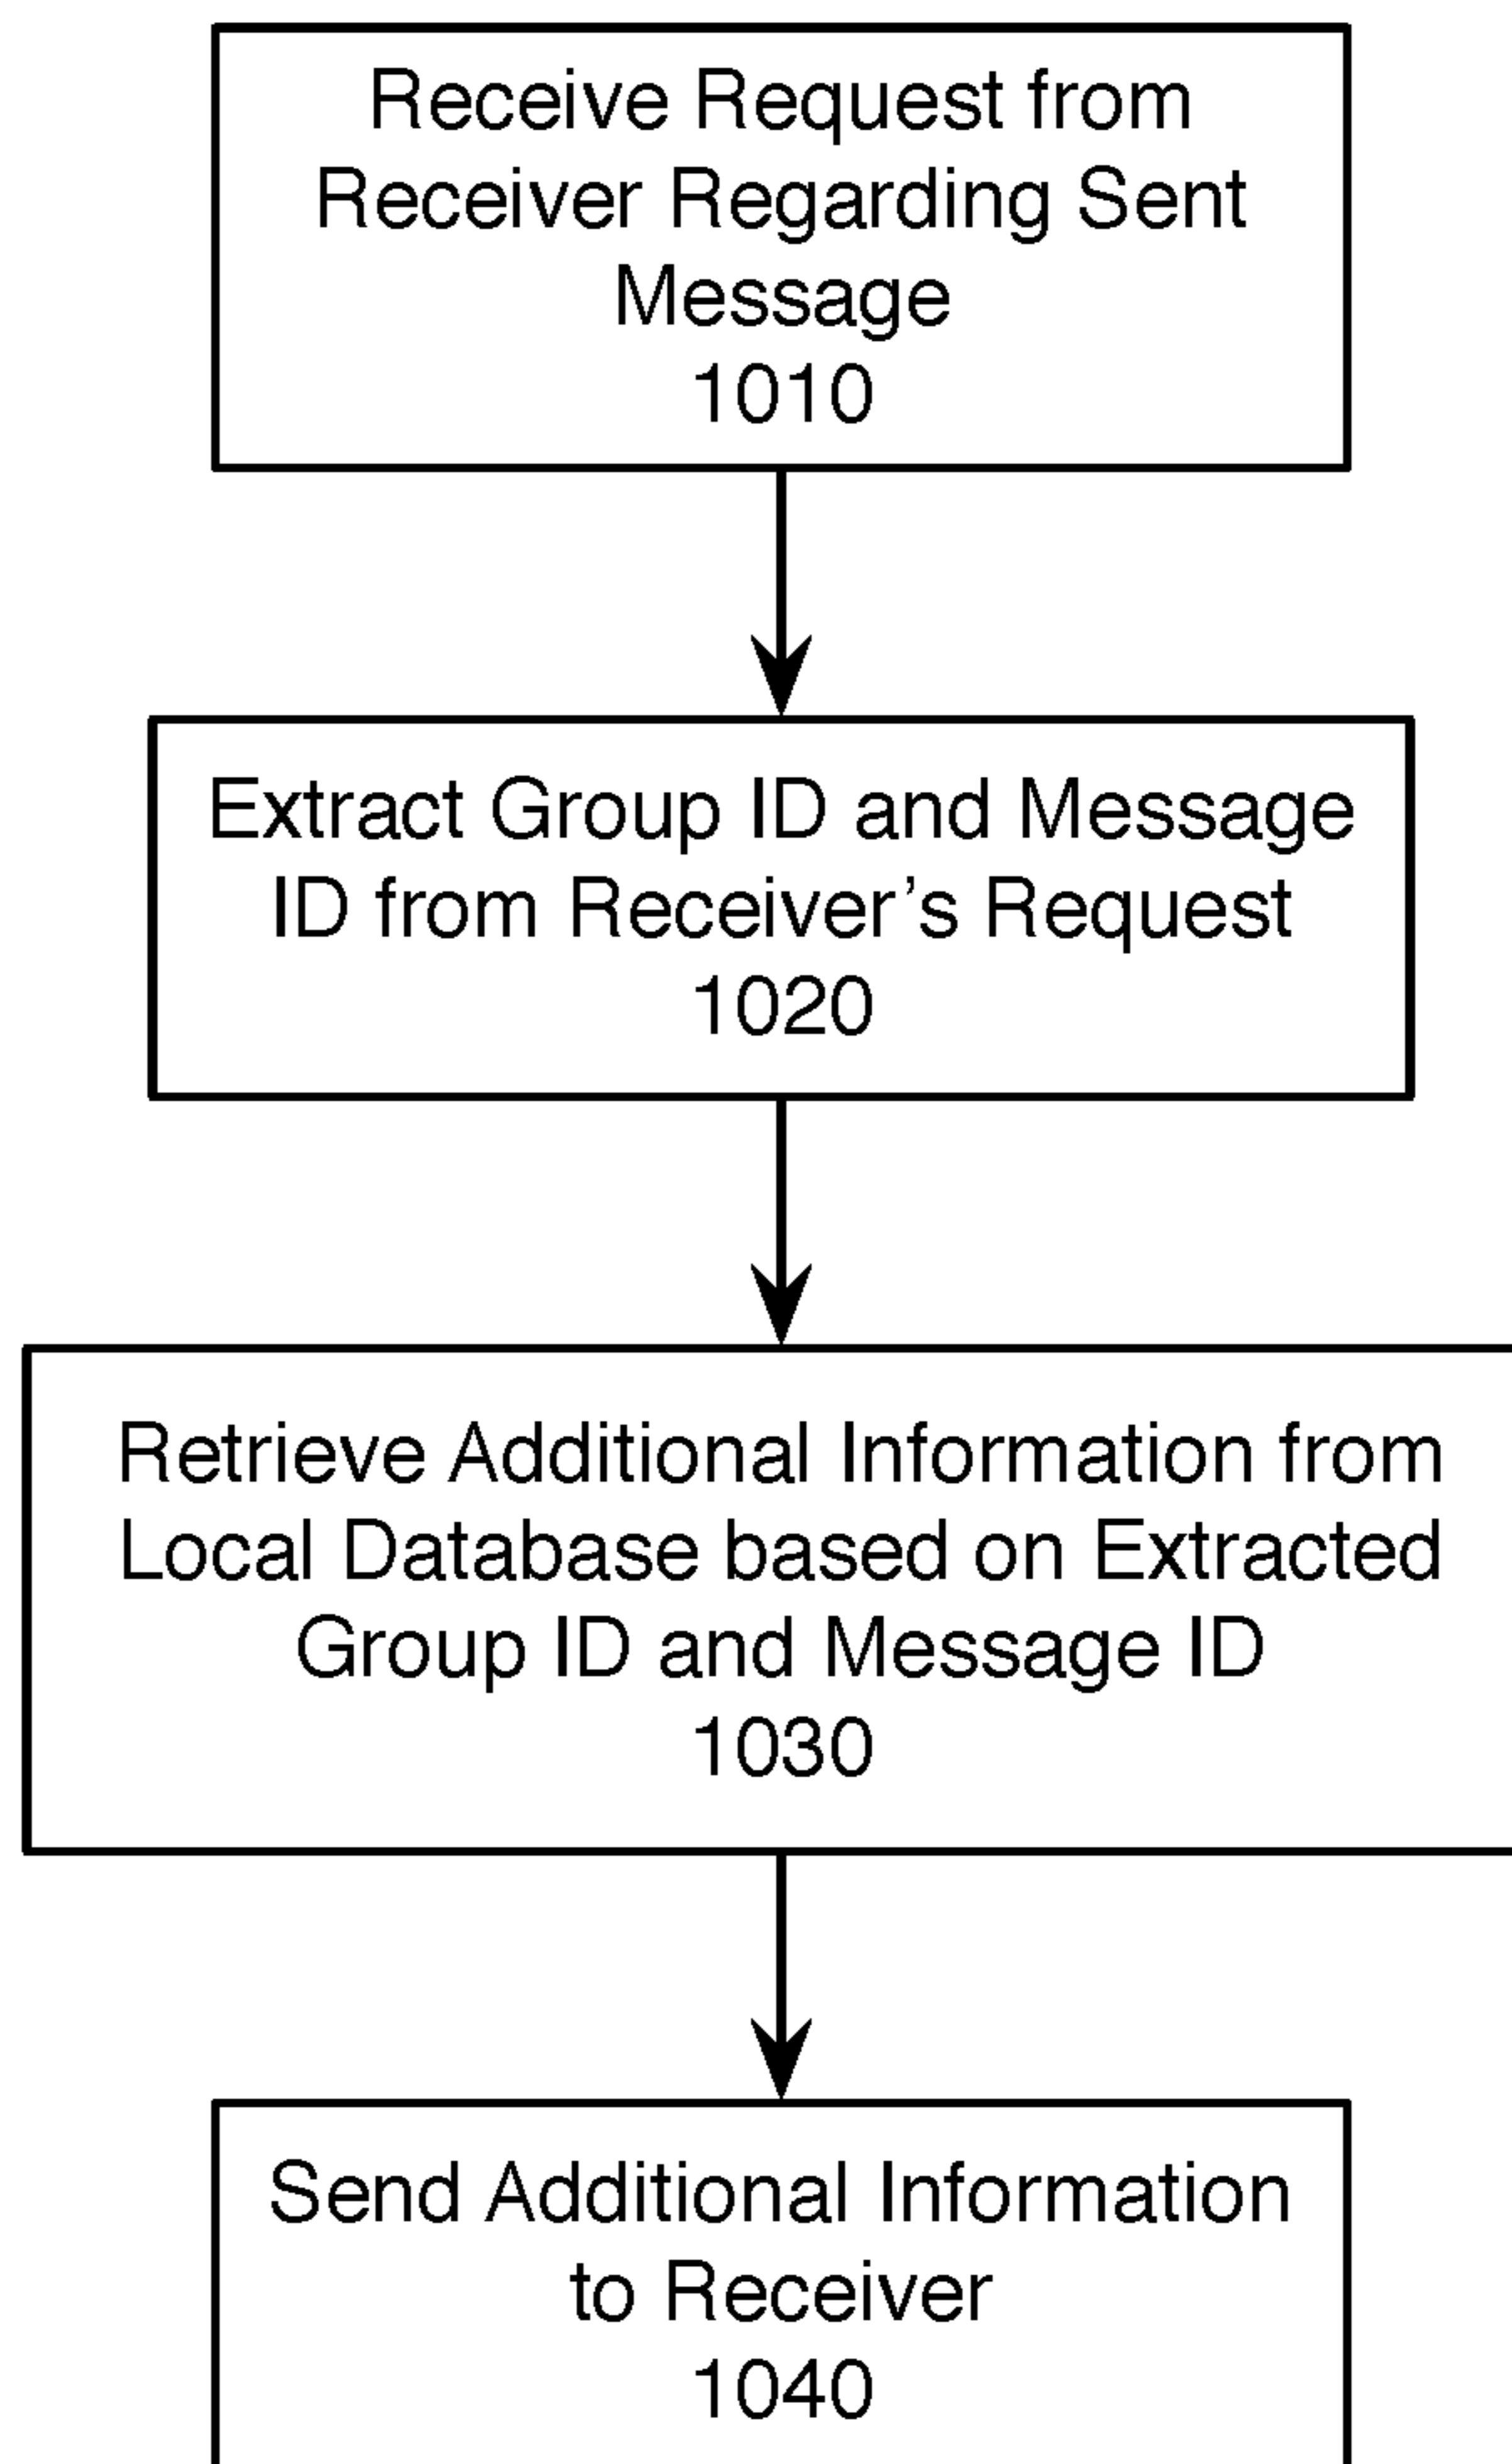 Receive Request from
Receiver Regarding Sent
Message
1010
Extract Group ID and Message
ID from Receiver’s Request
1020
Retrieve Additional Information from
Local Database based on Extracted
Group ID and Message ID
1030
Send Additional Information
to Receiver
1040